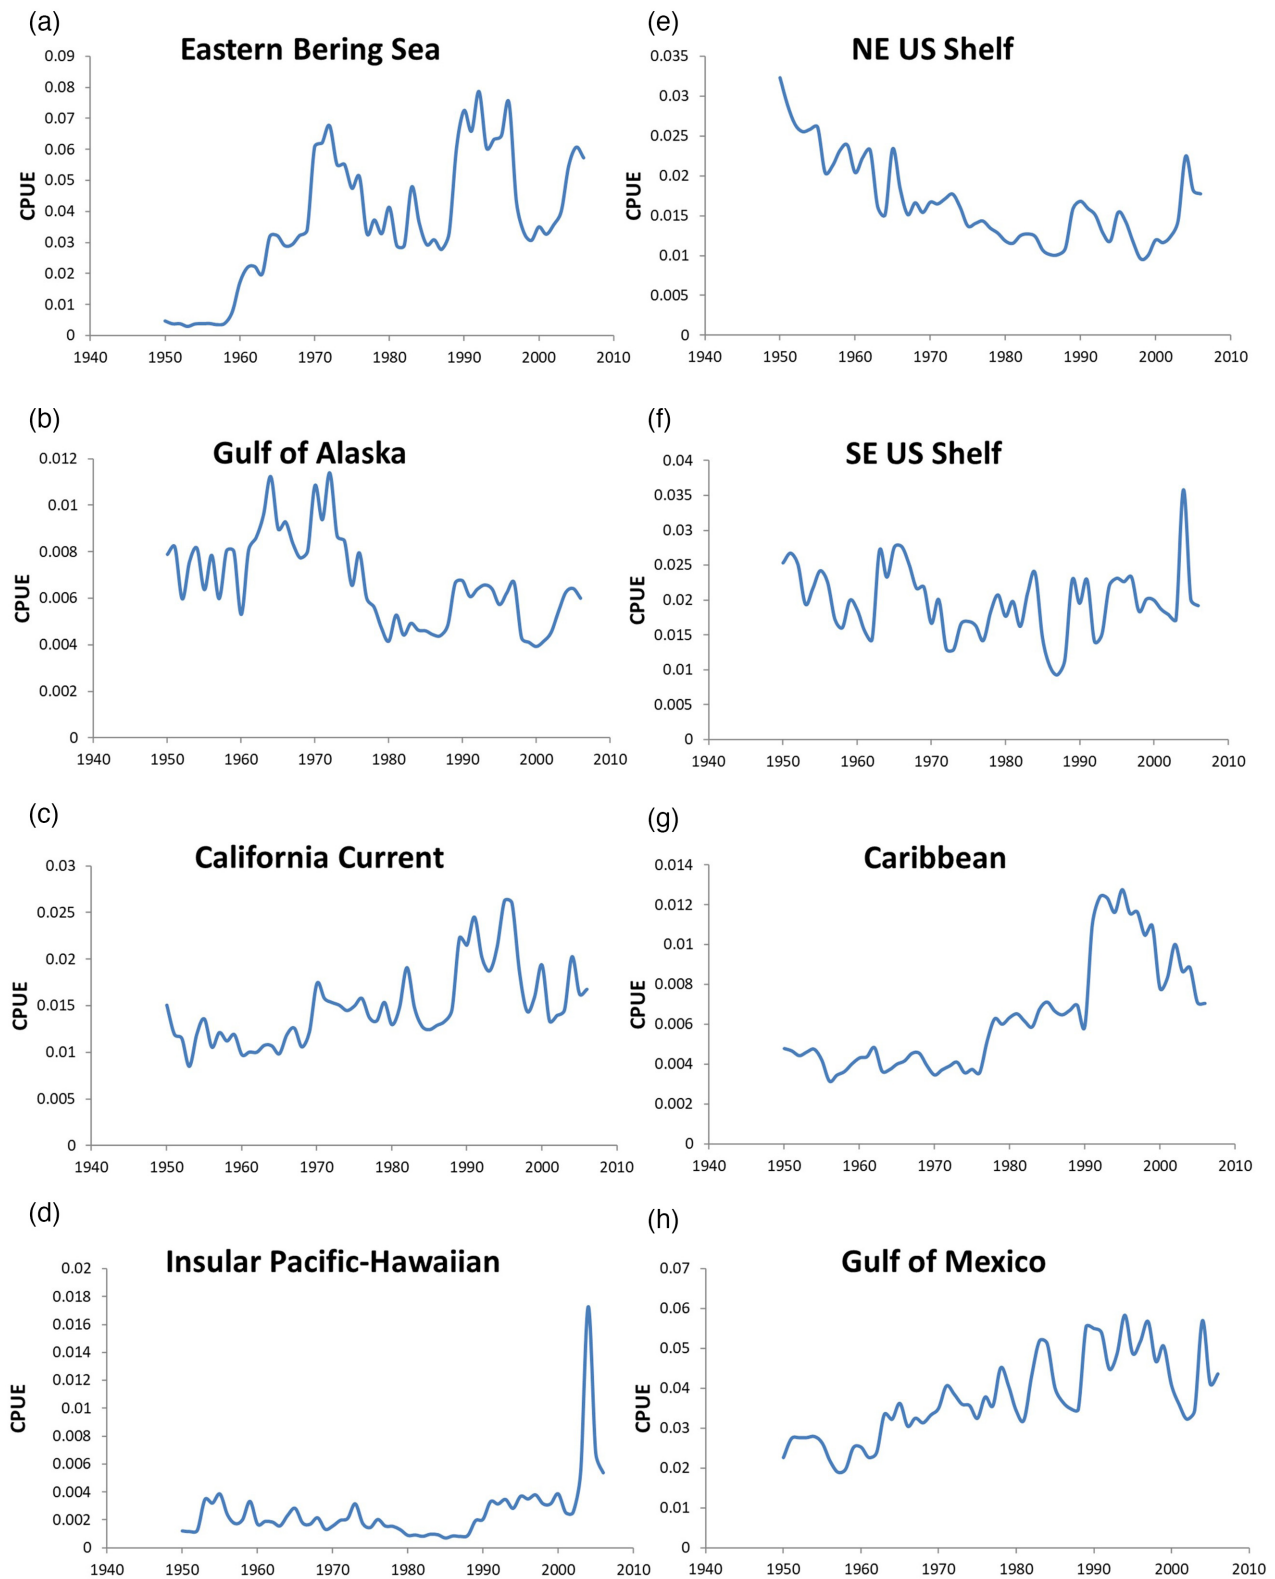 (a)
Eastern Bering Sea
CPUE
0.09
0.08
0.07
0.06
0.05
0.04
0.03
0.02
0.01
0
1940 1950 1960 1970 1980 1990 2000 2010
(e)
NE US Shelf
CPUE
0.035
0.03
0.025
0.02
0.015
0.01
0.005
0
1940 1950 1960 1970 1980 1990 2000 2010
(b)
Gulf of Alaska
CPUE
0.012
0.01
0.008
0.006
0.004
0.002
0
1940 1950 1960 1970 1980 1990 2000 2010
(f)
SE US Shelf
CPUE
0.04
0.035
0.03
0.025
0.02
0.015
0.01
0.005
0
1940 1950 1960 1970 1980 1990 2000 2010
(c)
California Current
CPUE
0.03
0.025
0.02
0.015
0.01
0.005
0
1940 1950 1960 1970 1980 1990 2000 2010
(g)
Caribbean
CPUE
0.014
0.012
0.01
0.008
0.006
0.004
0.002
0
1940 1950 1960 1970 1980 1990 2000 2010
(d)
Insular Pacific-Hawaiian
CPUE
0.02
0.018
0.016
0.014
0.012
0.01
0.008
0.006
0.004
0.002
0
1940 1950 1960 1970 1980 1990 2000 2010
(h)
Gulf of Mexico
CPUE
0.07
0.06
0.05
0.04
0.03
0.02
0.01
0
1940 1950 1960 1970 1980 1990 2000 2010